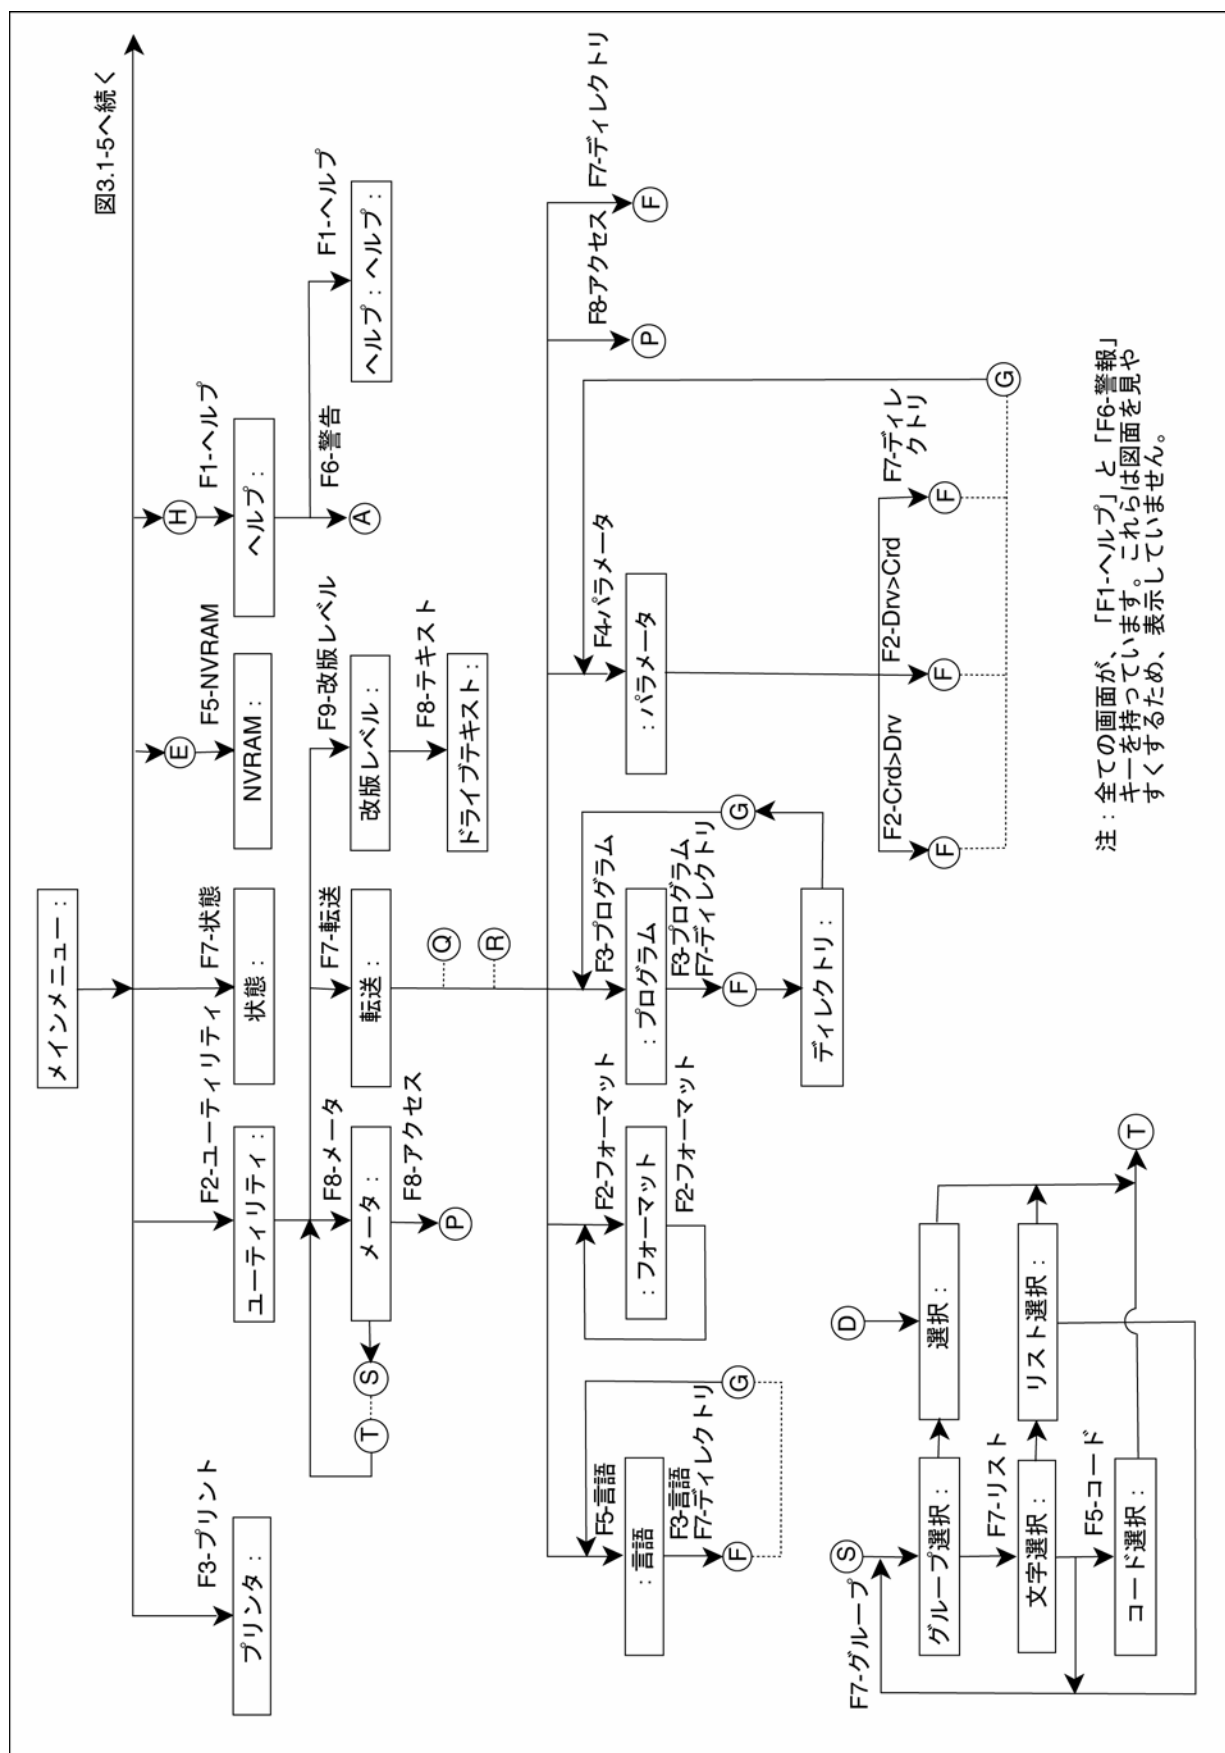 メインメニュー：
図3.1-5へ続く
F3-プリント
プリンタ：
F2-ユーティリティ
ユーティリティ：
F7-状態
状態：
E
F5-NVRAM
NVRAM：
H
F1-ヘルプ
ヘルプ：
F8-メータ
メータ：
F8-アクセス
P
S
T
F7-転送
転送：
Q
R
F9-改版レベル
改版レベル：
F8-テキスト
ドライブテキスト：
F6-警告
A
F1-ヘルプ
ヘルプ：ヘルプ：
F5-言語
：言語
F3-言語
F7-ディレクトリ
F
G
F2-フォーマット
：フォーマット
F2-フォーマット
F3-プログラム
：プログラム
F3-プログラム
F7-ディレクトリ
F
ディレクトリ：
G
F4-パラメータ
：パラメータ
F2-Crd>Drv
F
F2-Drv>Crd
F
F7-ディレ
クトリ
F
G
F8-アクセス
P
F7-ディレクトリ
F
S
F7-グループ
グループ選択：
F7-リスト
文字選択：
F5-コード
コード選択：
D
選択：
リスト選択：
T
注：全ての画面が、「F1-ヘルプ」と「F6-警報」
キーを持っています。これらは図面を見や
すくするため、表示していません。